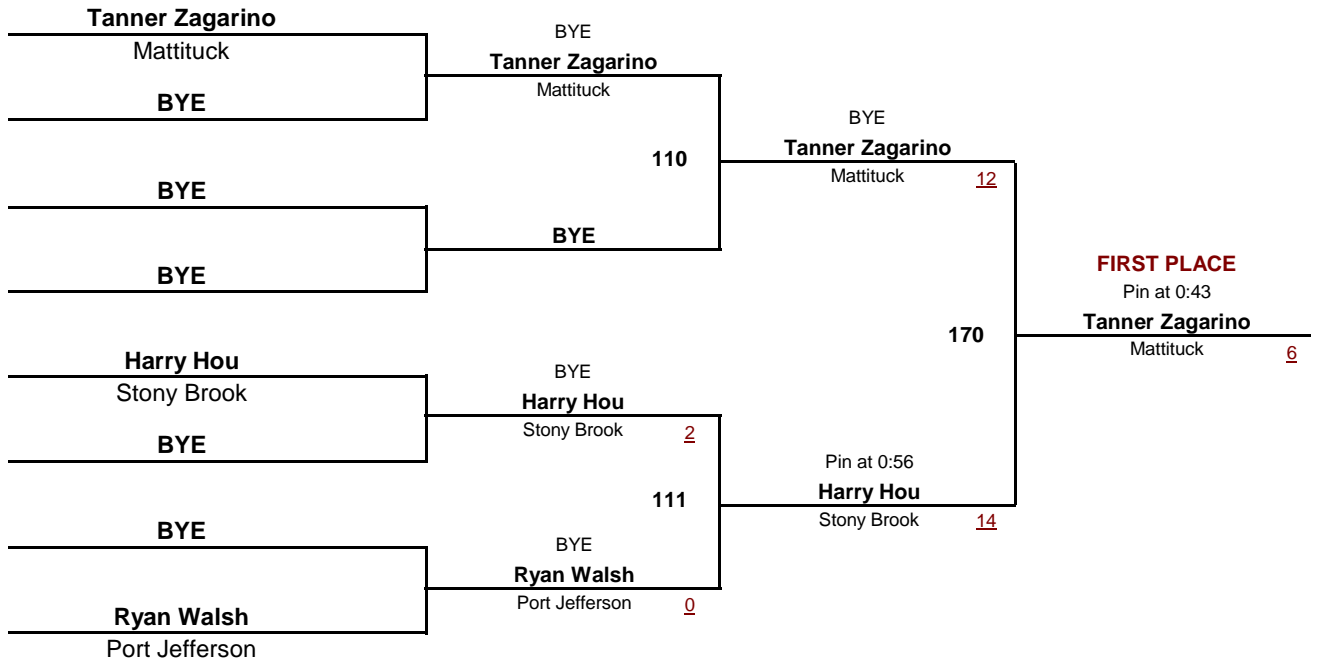 Tanner Zagarino
Mattituck
BYE
BYE
BYE
Harry Hou
Stony Brook
BYE
BYE
Ryan Walsh
Port Jefferson
BYE
Tanner Zagarino
Mattituck
110
BYE
BYE
Harry Hou
Stony Brook 2
111
BYE
Ryan Walsh
Port Jefferson 0
BYE
Tanner Zagarino
Mattituck 12
170
Pin at 0:56
Harry Hou
Stony Brook 14
FIRST PLACE
Pin at 0:43
Tanner Zagarino
Mattituck 6